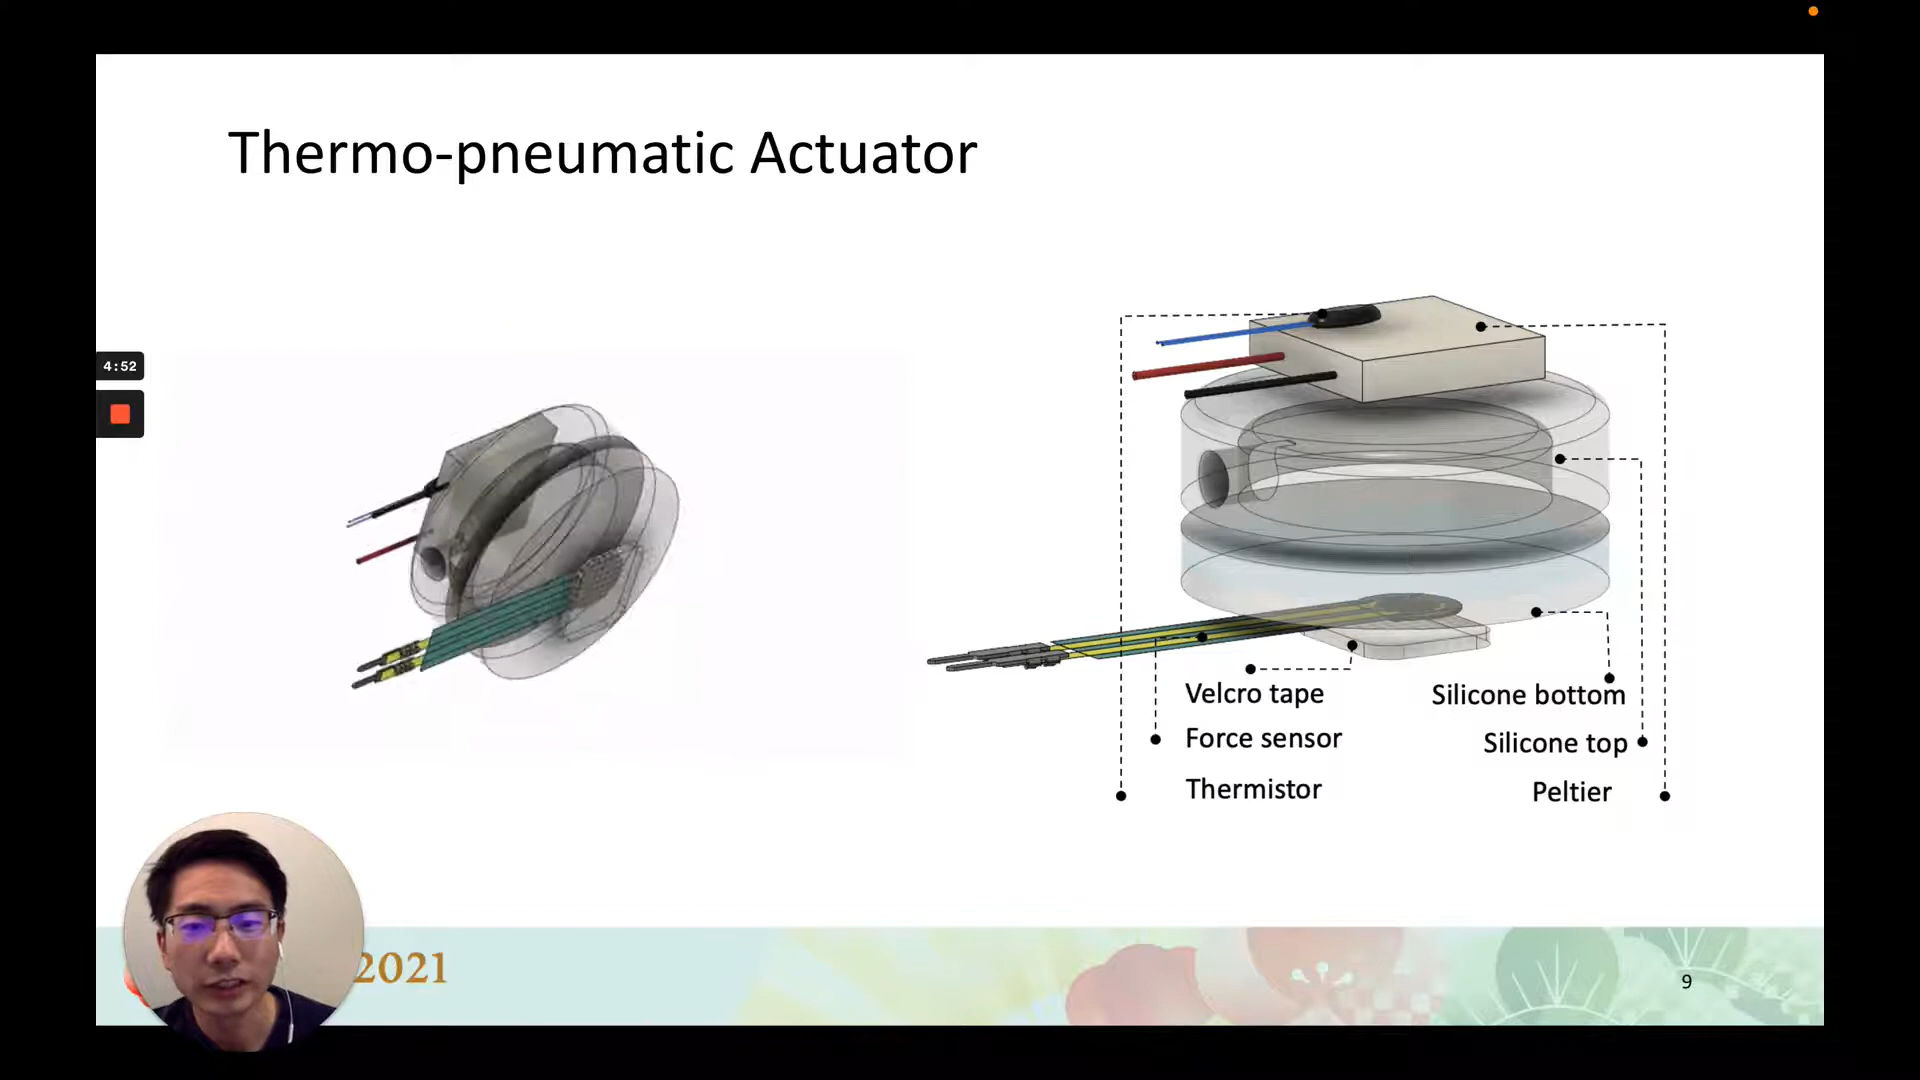 Thermo-pneumatic Actuator
4:52
Velcro tape
Silicone bottom
Force sensor
Silicone top
Thermistor
Peltier
2021
9